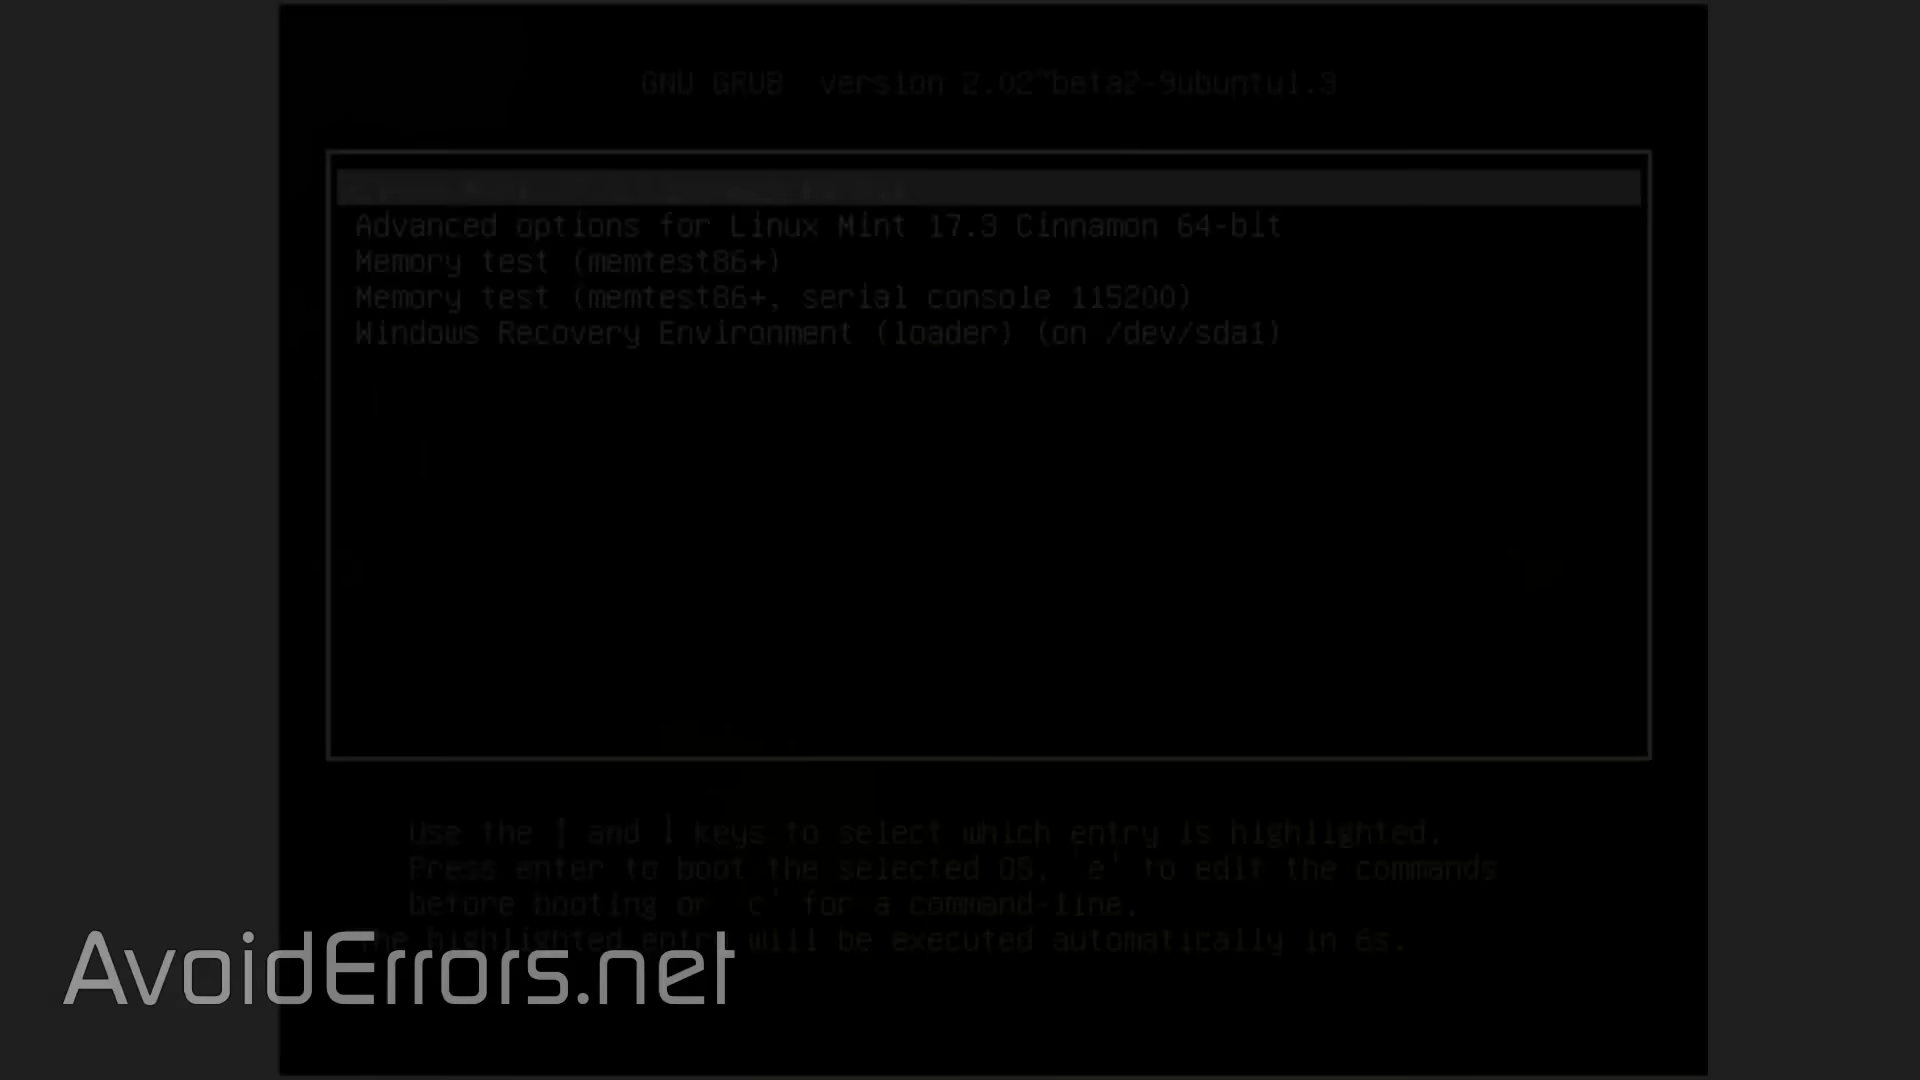 GNU GRUB version 2.02~beta2-9ubuntu1.3
Advanced options for Linux Mint 17.3 Cinnamon 64-bit
Memory test (memtest86+)
Memory test (memtest86+, serial console 115200)
Windows Recovery Environment (loader) (on /dev/sda1)
Use the ↑ and ↓ keys to select which entry is highlighted.
Press enter to boot the selected OS, `e' to edit the commands
before booting or `c' for a command-line.
The highlighted entry will be executed automatically in 6s.
AvoidErrors.net